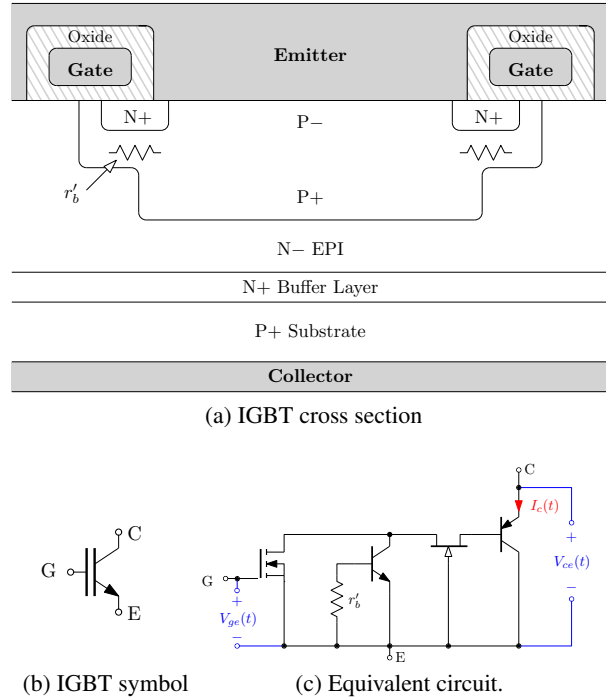 Oxide Emitter Oxide
Gate Gate
N+ P− N+
r′b P+
N− EPI
N+ Buffer Layer
P+ Substrate
Collector
(a) IGBT cross section
C
G
E
(b) IGBT symbol
C
Ic(t)
+
Vce(t)
−
G
+
Vge(t)
−
r′b
E
(c) Equivalent circuit.